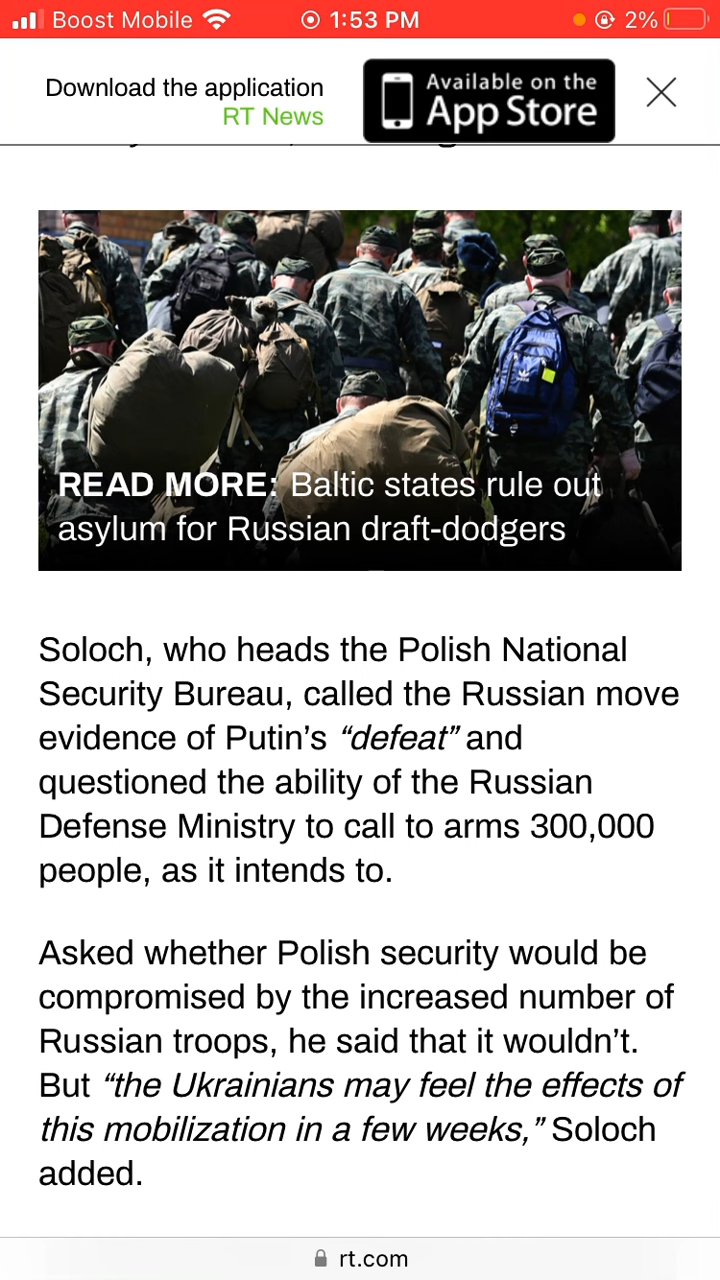 Boost Mobile 1:53 PM 2%
Download the application
RT News
Available on the
App Store
READ MORE: Baltic states rule out
asylum for Russian draft-dodgers
Soloch, who heads the Polish National
Security Bureau, called the Russian move
evidence of Putin’s “defeat” and
questioned the ability of the Russian
Defense Ministry to call to arms 300,000
people, as it intends to.
Asked whether Polish security would be
compromised by the increased number of
Russian troops, he said that it wouldn’t.
But “the Ukrainians may feel the effects of
this mobilization in a few weeks,” Soloch
added.
rt.com